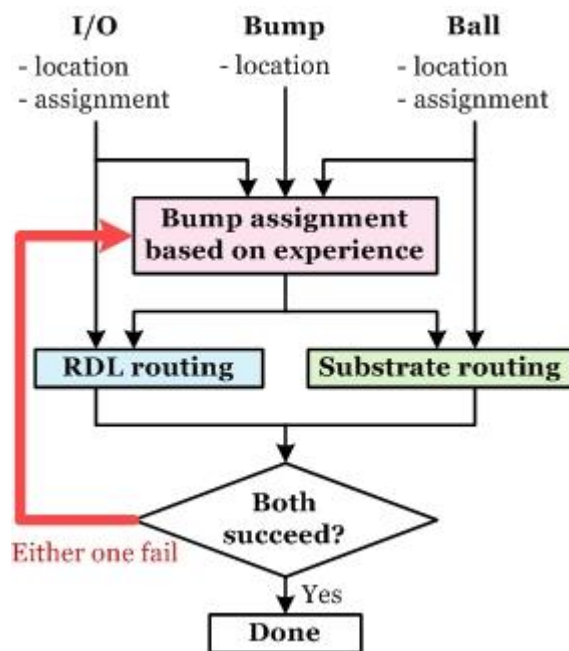 I/O
- location
- assignment
Bump
- location
Ball
- location
- assignment
Bump assignment
based on experience
RDL routing
Substrate routing
Both
succeed?
Either one fail
Yes
Done